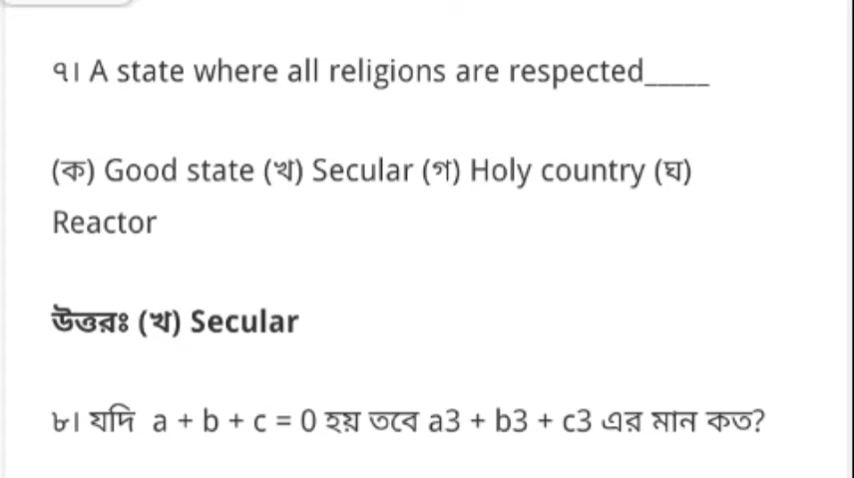 ৭। A state where all religions are respected_____
(ক) Good state (খ) Secular (গ) Holy country (ঘ)
Reactor
উত্তরঃ (খ) Secular
৮। যদি a + b + c = 0 হয় তবে a3 + b3 + c3 এর মান কত?